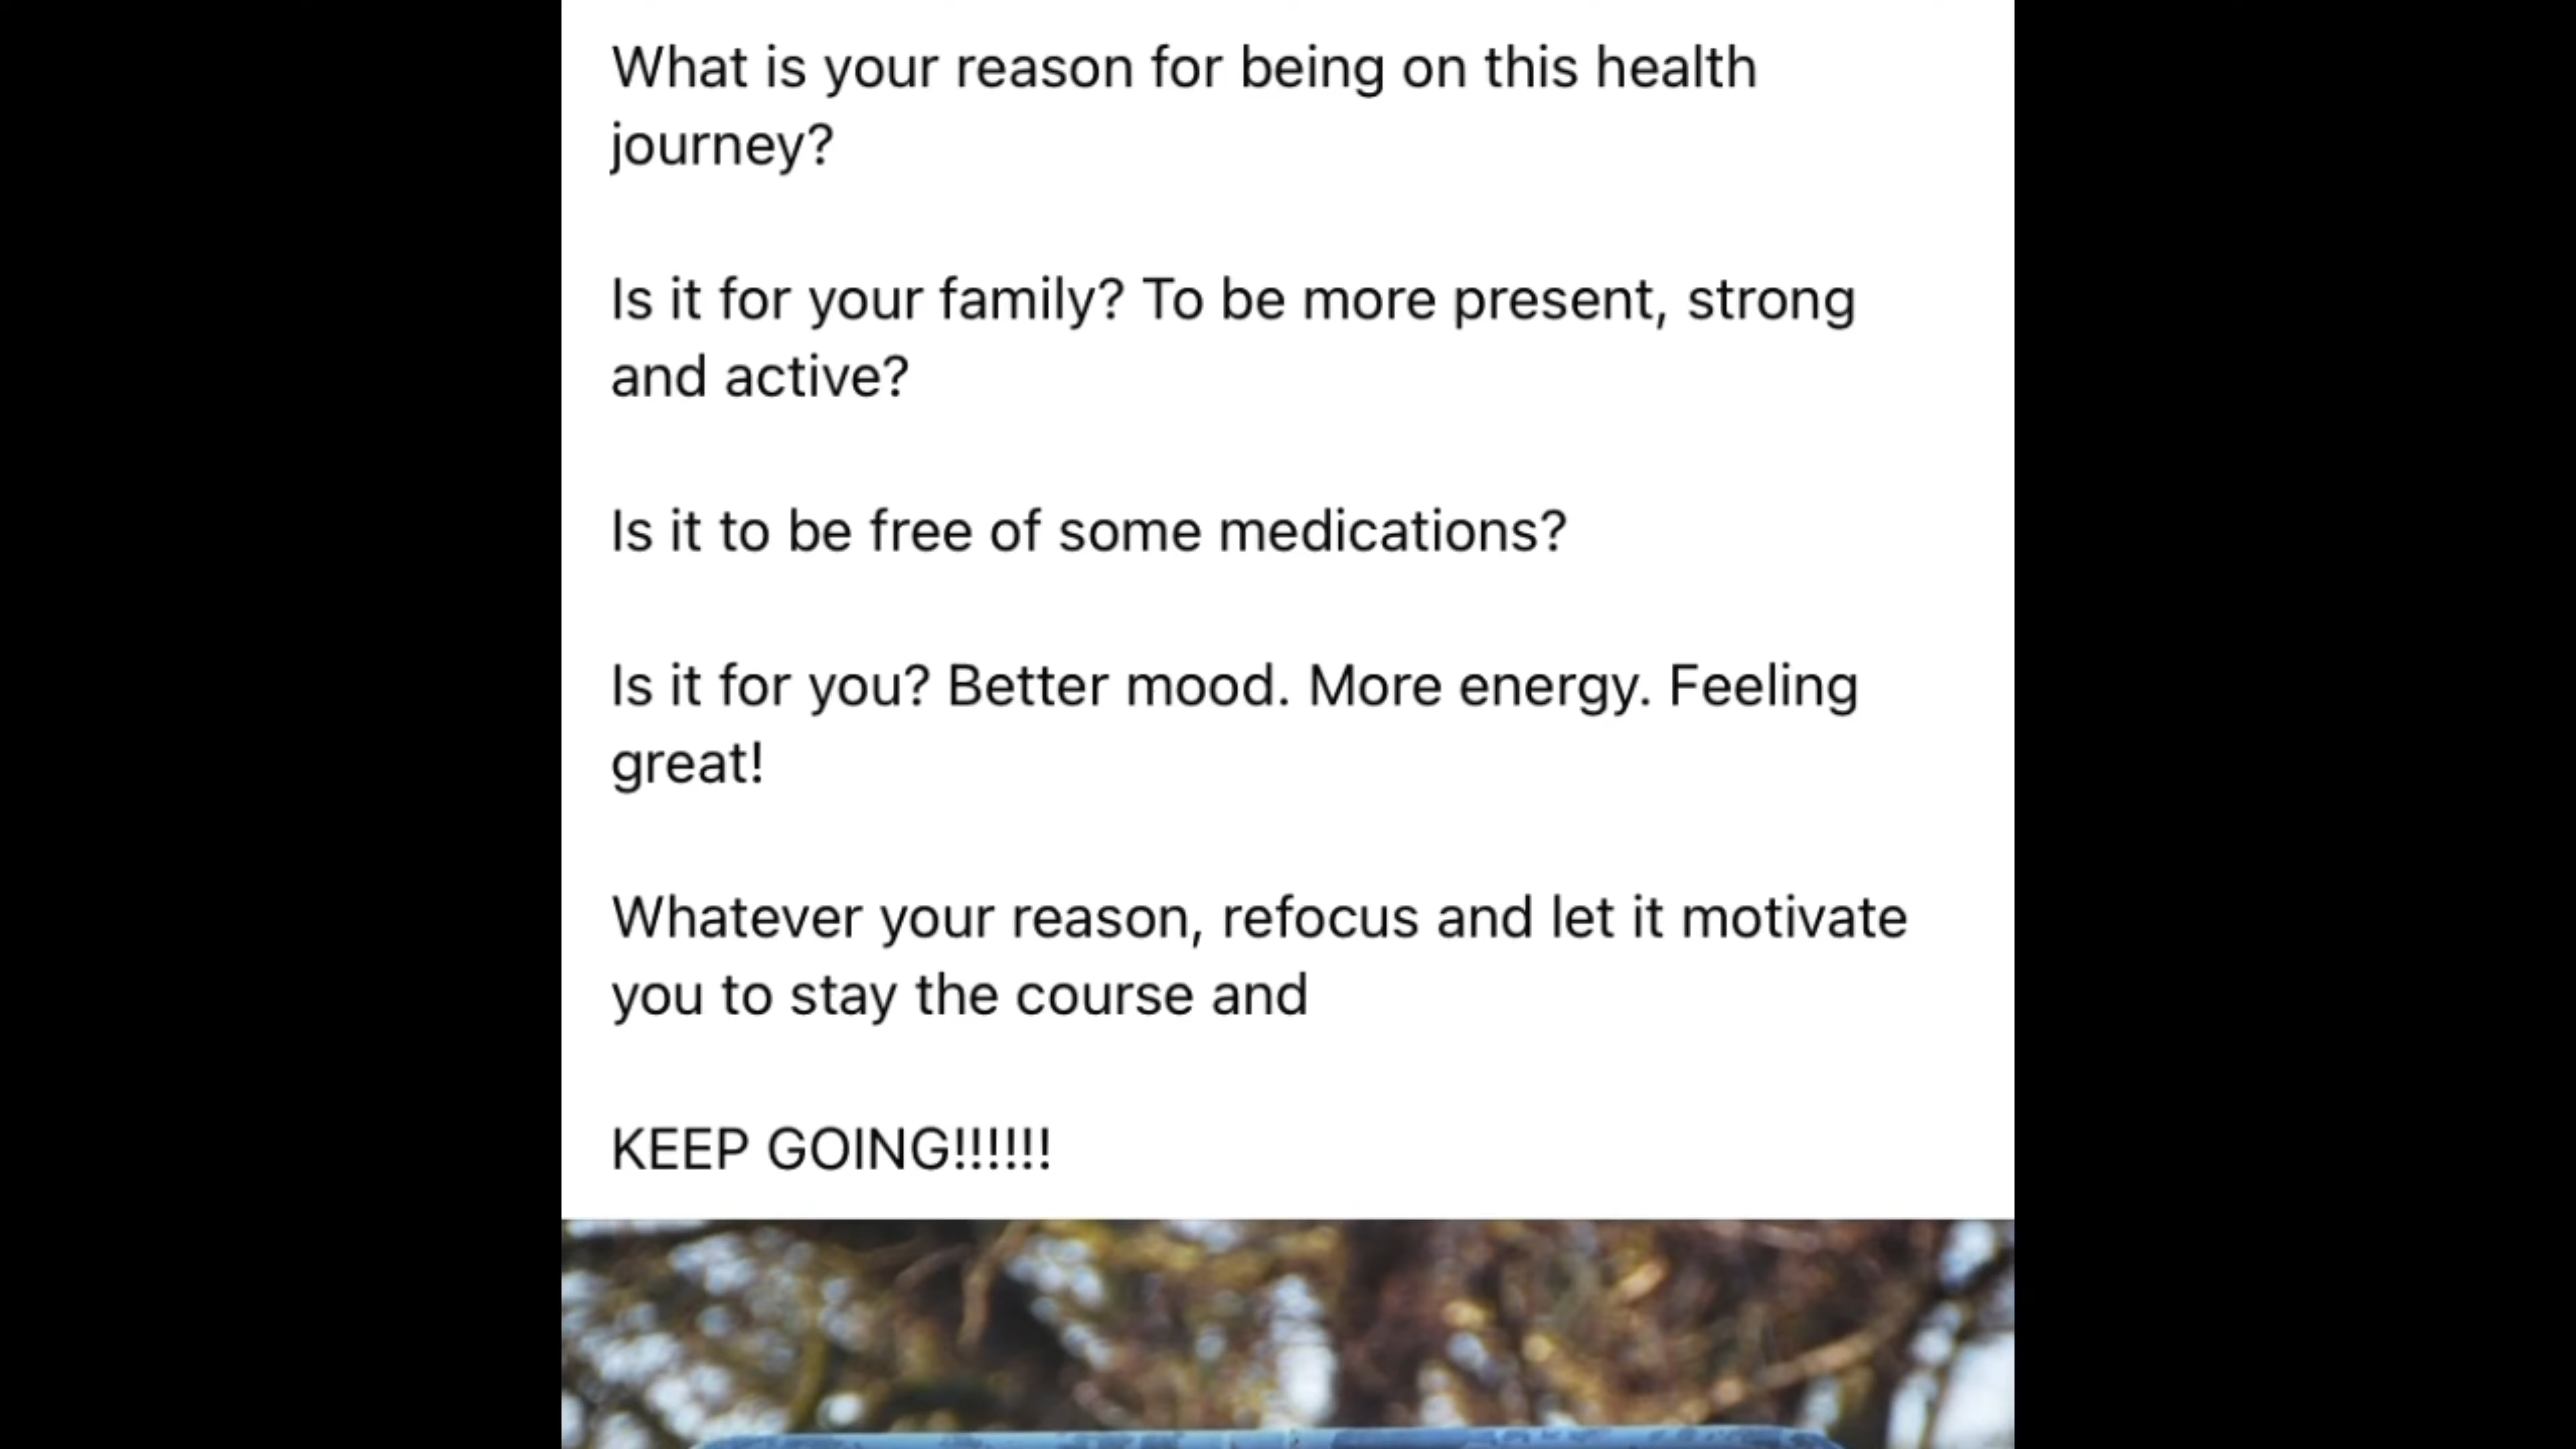 What is your reason for being on this health
journey?
Is it for your family? To be more present, strong
and active?
Is it to be free of some medications?
Is it for you? Better mood. More energy. Feeling
great!
Whatever your reason, refocus and let it motivate
you to stay the course and
KEEP GOING!!!!!!